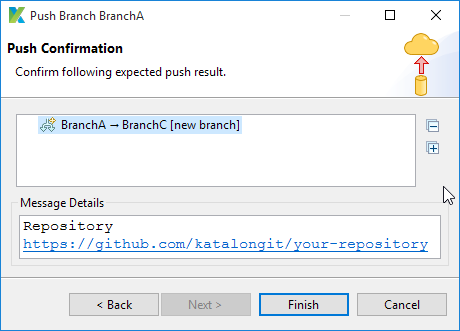 Push Branch BranchA
Push Confirmation
Confirm following expected push result.
BranchA → BranchC [new branch]
Message Details
Repository
https://github.com/katalongit/your-repository
< Back
Next >
Finish
Cancel